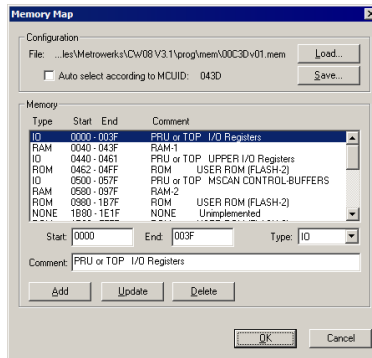 Memory Map
Configuration
File: ...les\Metrowerks\CW08 V3.1\prog\mem\00C3Dv01.mem Load...
Auto select according to MCUID: 043D Save...
Memory
Type Start End Comment
IO 0000 - 003F PRU or TOP I/O Registers
RAM 0040 - 043F RAM-1
IO 0440 - 0461 PRU or TOP UPPER I/O Registers
ROM 0462 - 04FF ROM USER ROM (FLASH-2)
IO 0500 - 057F PRU or TOP MSCAN CONTROL-BUFFERS
RAM 0580 - 097F RAM-2
ROM 0980 - 1B7F ROM USER ROM (FLASH-2)
NONE 1B80 - 1E1F NONE Unimplemented
Start: 0000 End: 003F Type: IO
Comment: PRU or TOP I/O Registers
Add Update Delete
OK Cancel